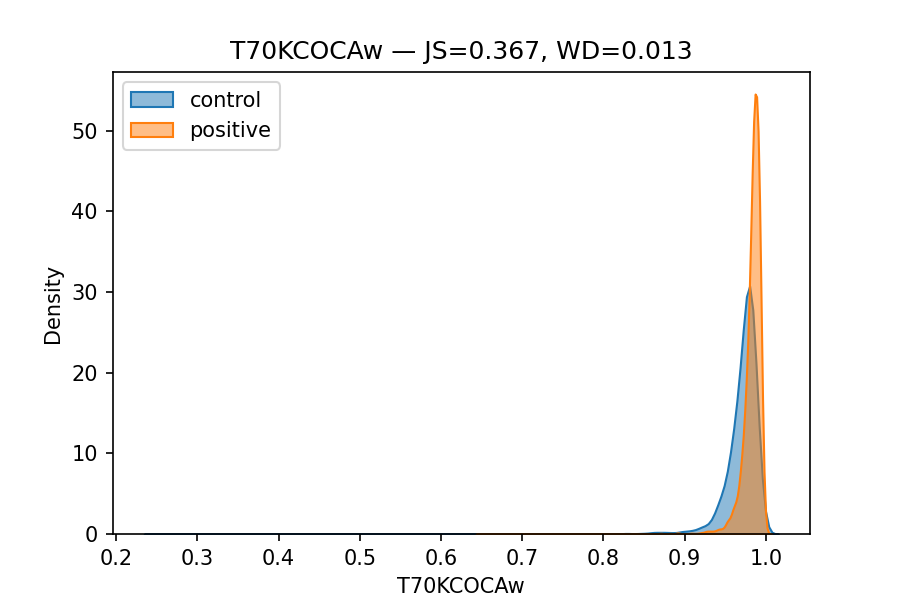 T70KCOCAw — JS=0.367, WD=0.013
control
positive
Density
50
40
30
20
10
0
0.2 0.3 0.4 0.5 0.6 0.7 0.8 0.9 1.0
T70KCOCAw